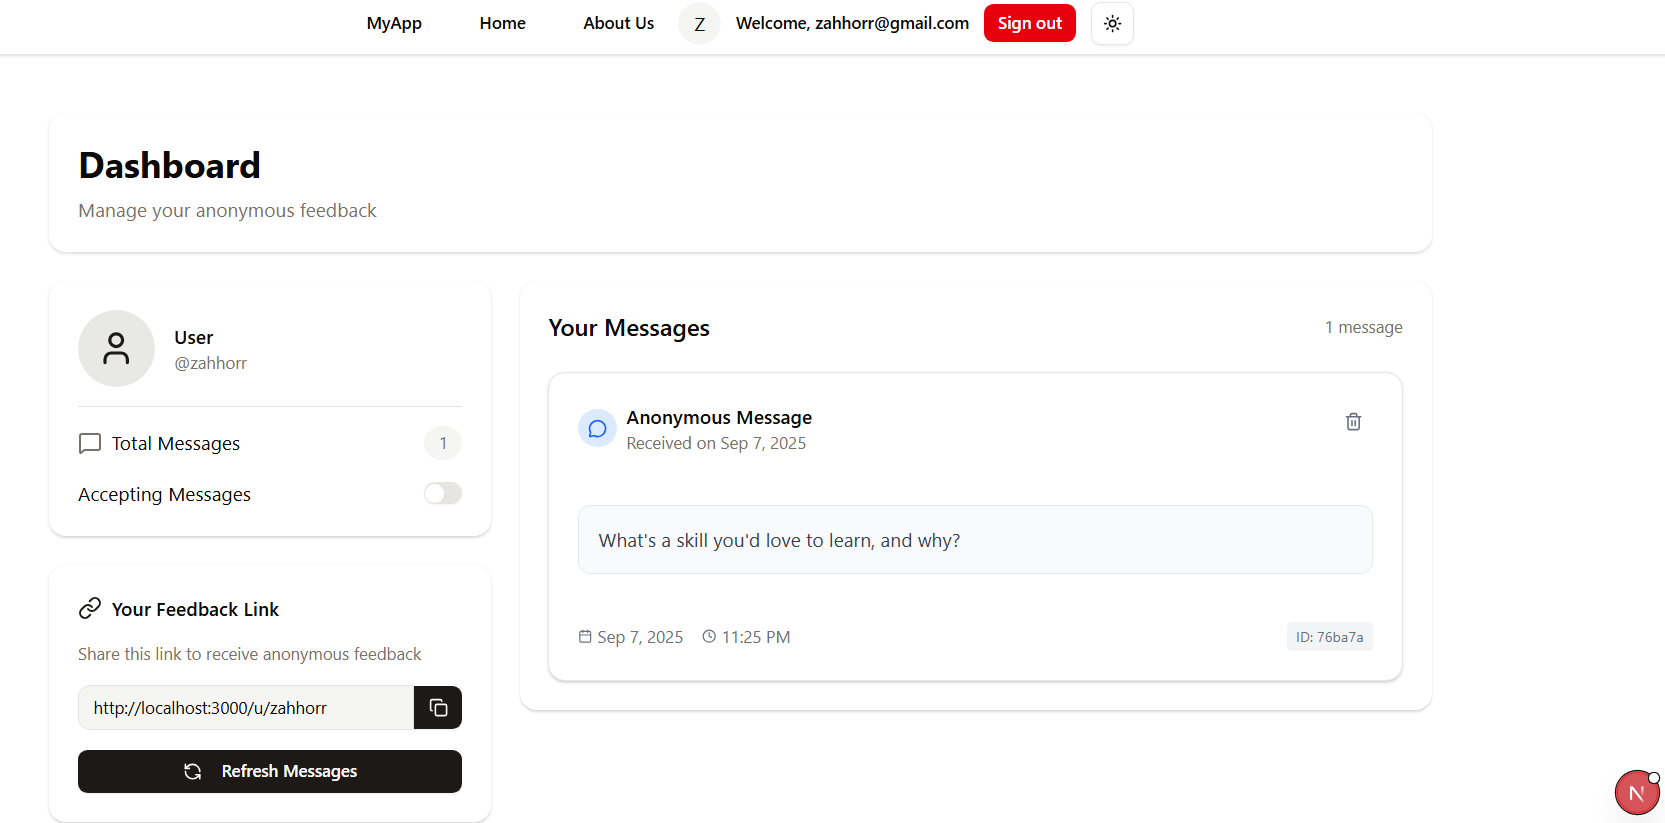 MyApp Home About Us Z Welcome, zahhorr@gmail.com Sign out
Dashboard
Manage your anonymous feedback
User
@zahhorr
Total Messages 1
Accepting Messages
Your Feedback Link
Share this link to receive anonymous feedback
http://localhost:3000/u/zahhorr
Refresh Messages
Your Messages 1 message
Anonymous Message
Received on Sep 7, 2025
What's a skill you'd love to learn, and why?
Sep 7, 2025 11:25 PM ID: 76ba7a
N